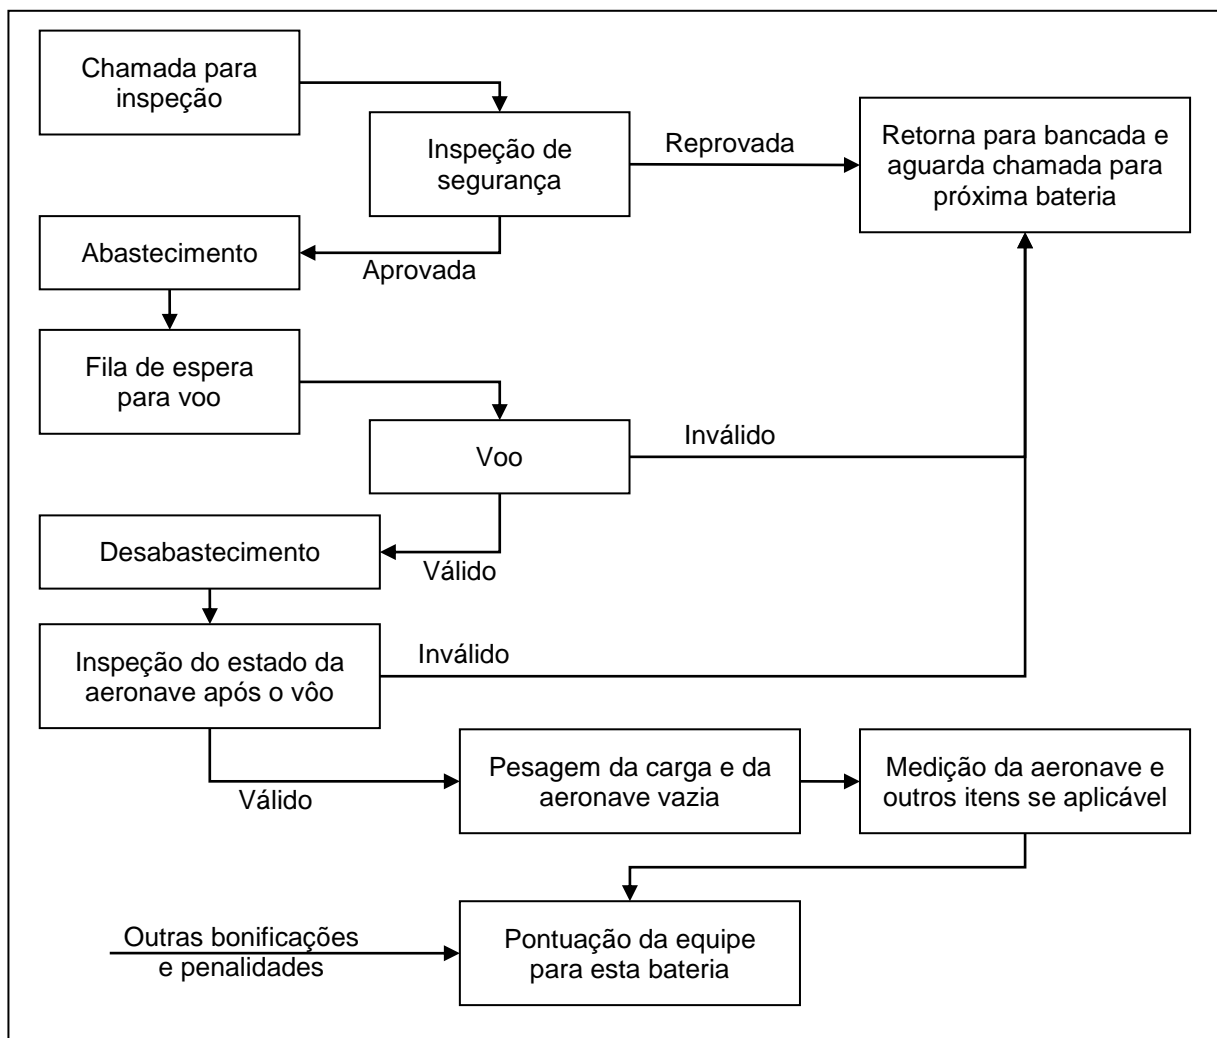 Chamada para
inspeção
Inspeção de
segurança
Reprovada
Retorna para bancada e
aguarda chamada para
próxima bateria
Abastecimento
Aprovada
Fila de espera
para voo
Voo
Inválido
Desabastecimento
Válido
Inspeção do estado da
aeronave após o vôo
Inválido
Válido
Pesagem da carga e da
aeronave vazia
Medição da aeronave e
outros itens se aplicável
Outras bonificações
e penalidades
Pontuação da equipe
para esta bateria